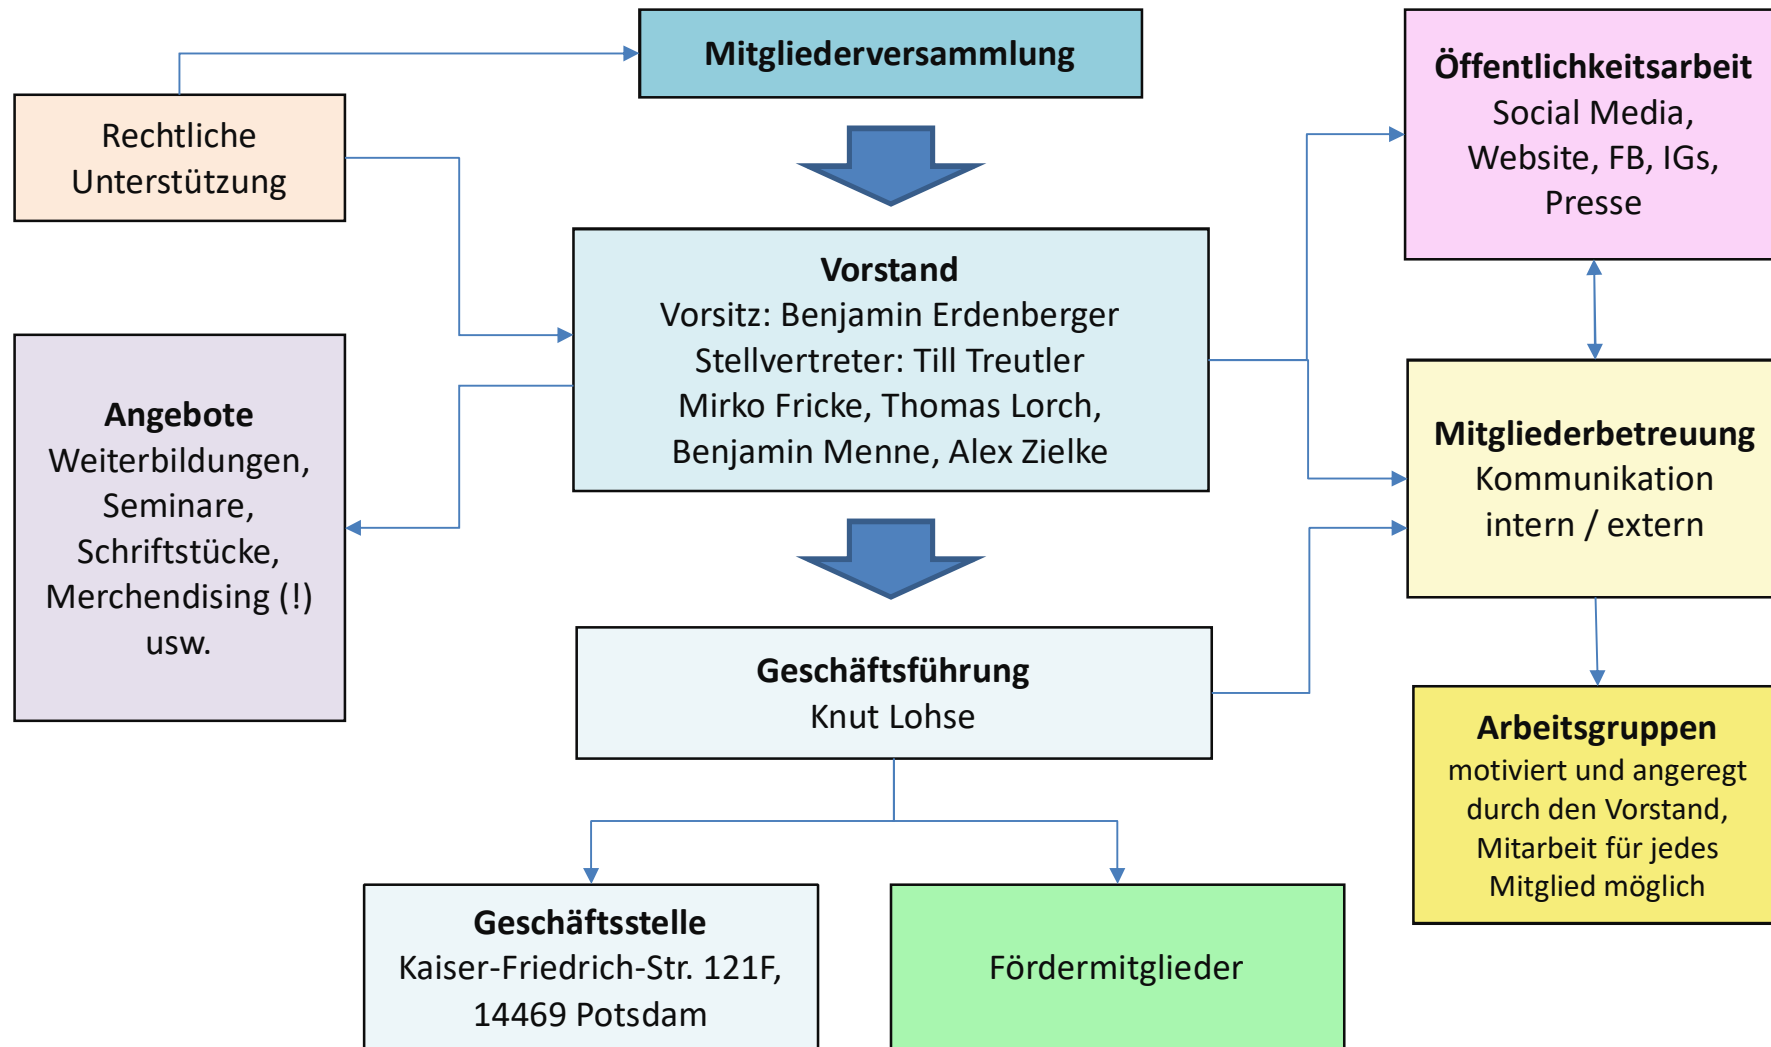 Mitgliederversammlung
Rechtliche
Unterstützung
Öffentlichkeitsarbeit
Social Media,
Website, FB, IGs,
Presse
Vorstand
Vorsitz: Benjamin Erdenberger
Stellvertreter: Till Treutler
Mirko Fricke, Thomas Lorch,
Benjamin Menne, Alex Zielke
Angebote
Weiterbildungen,
Seminare,
Schriftstücke,
Merchendising (!)
usw.
Mitgliederbetreuung
Kommunikation
intern / extern
Geschäftsführung
Knut Lohse
Arbeitsgruppen
motiviert und angeregt
durch den Vorstand,
Mitarbeit für jedes
Mitglied möglich
Geschäftsstelle
Kaiser-Friedrich-Str. 121F,
14469 Potsdam
Fördermitglieder